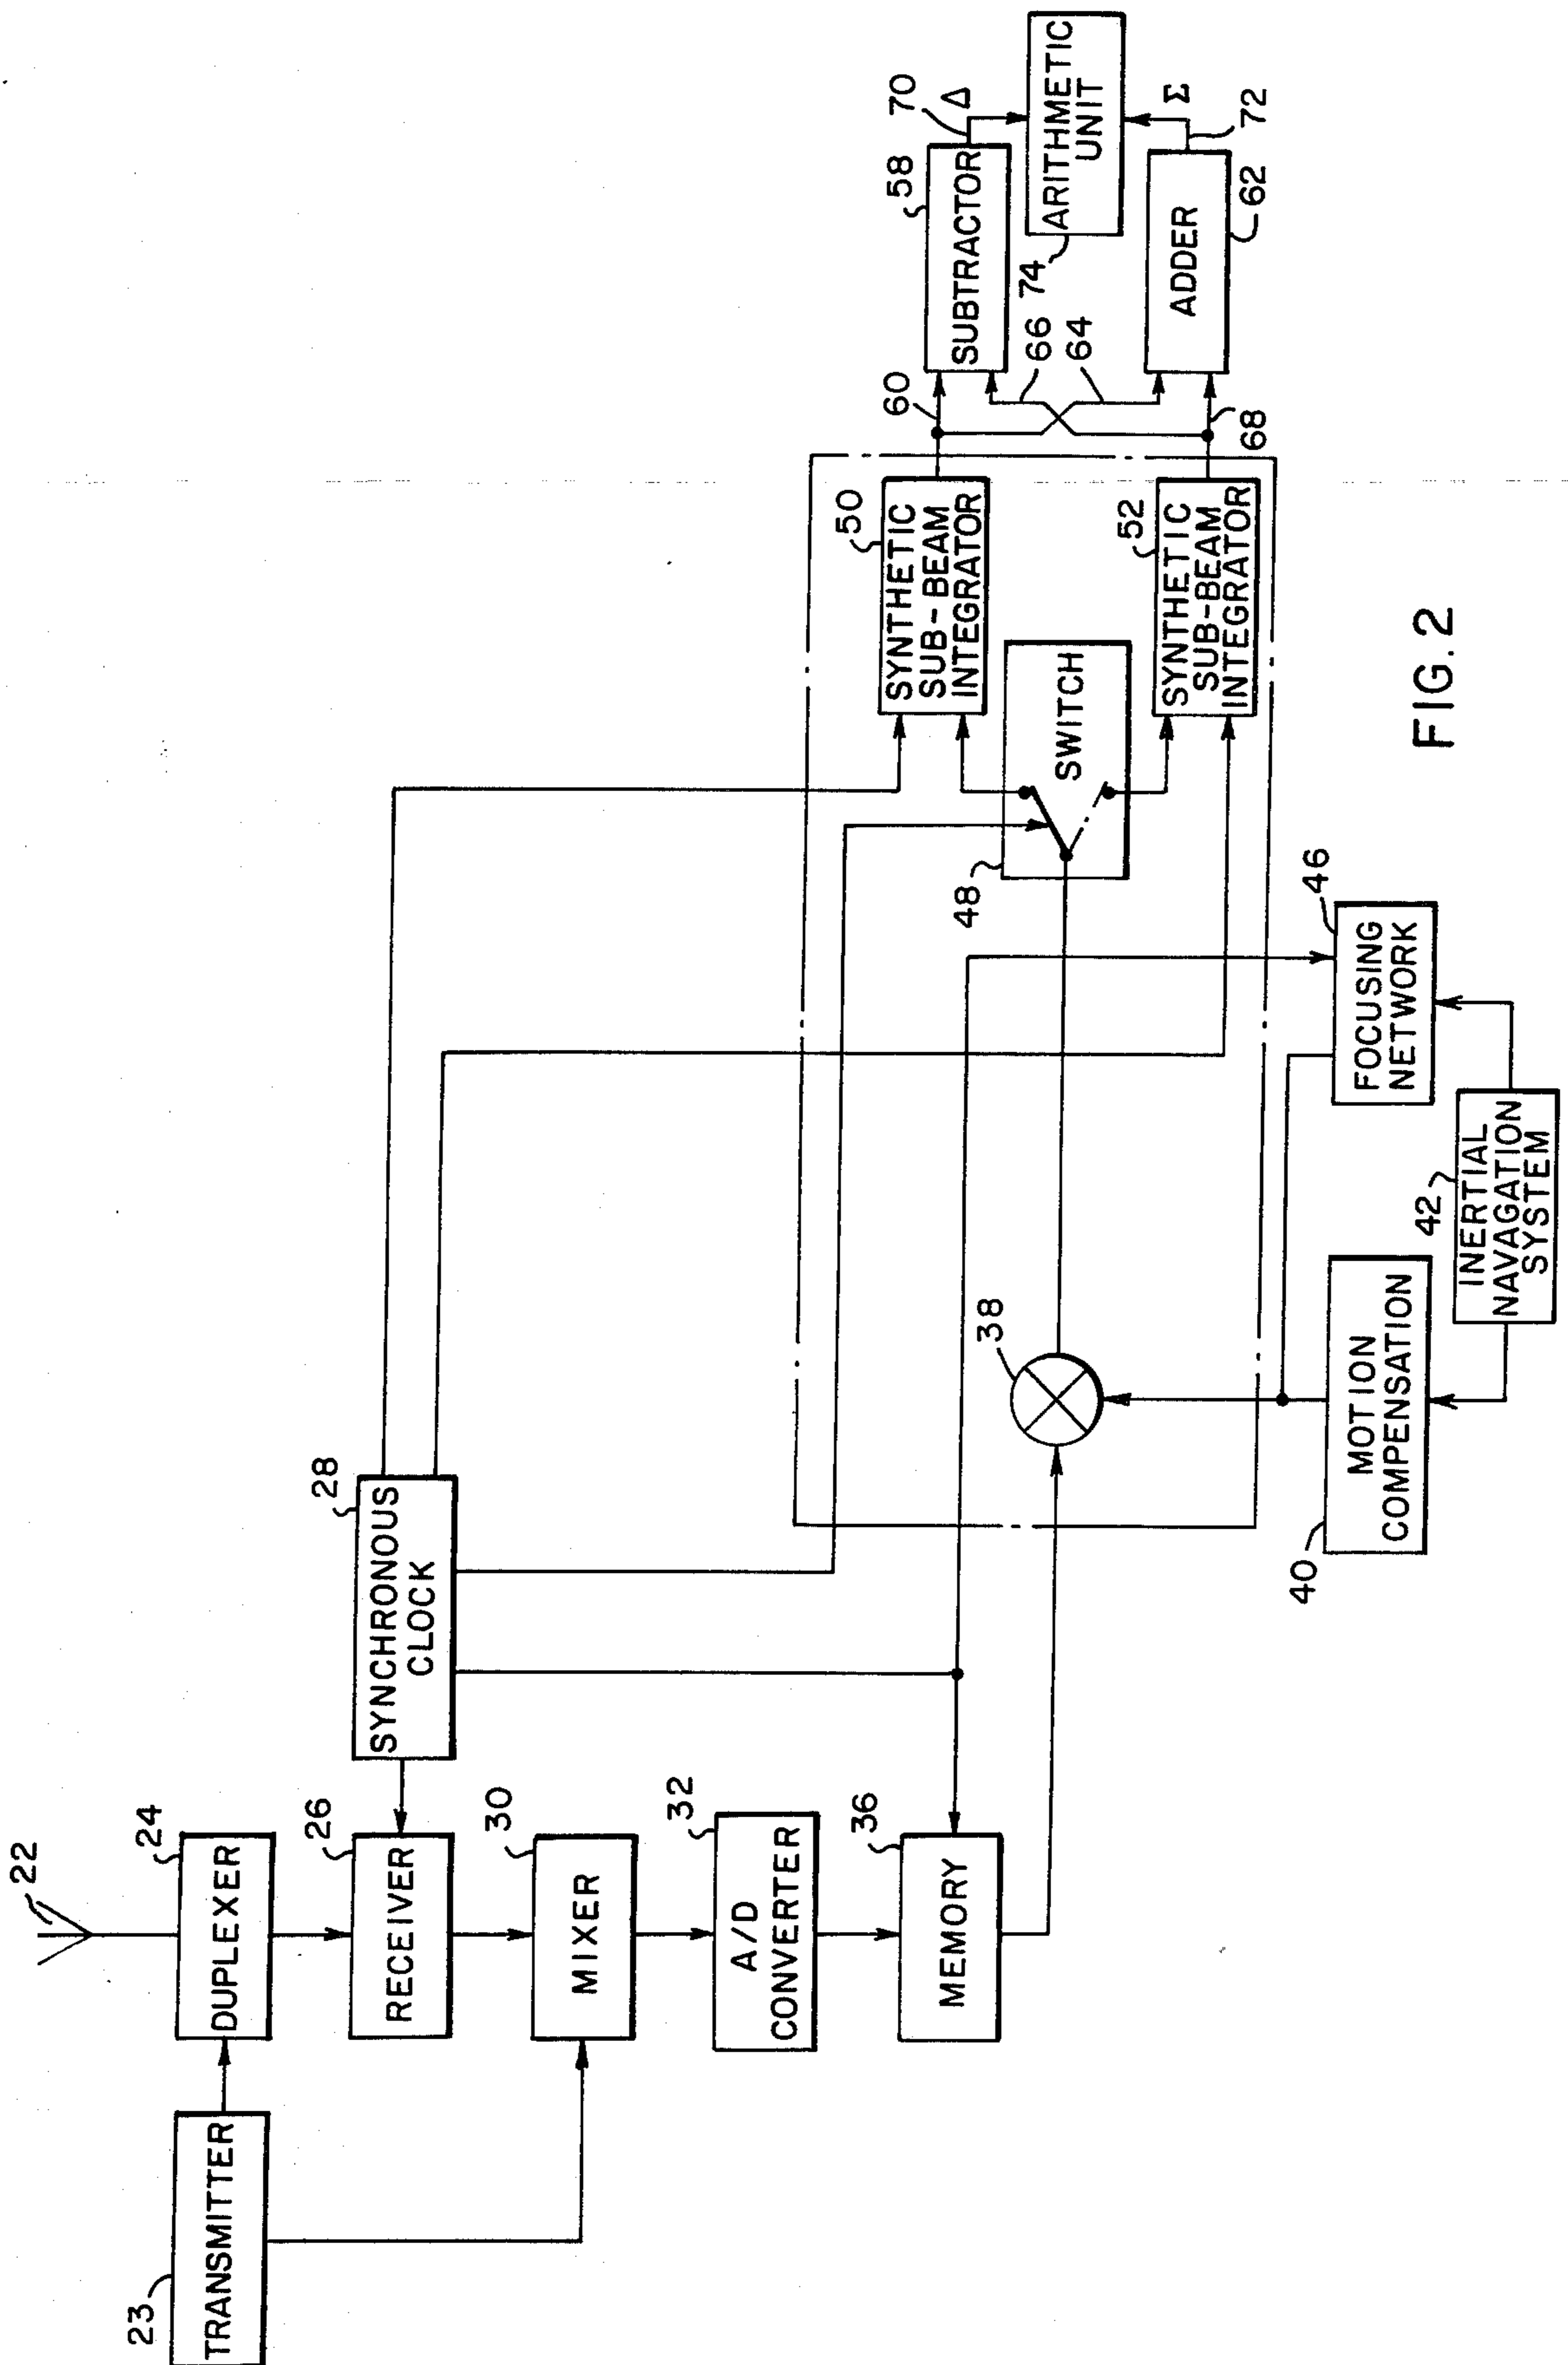 22
23
TRANSMITTER
24
DUPLEXER
26
RECEIVER
28
SYNCHRONOUS
CLOCK
30
MIXER
32
A/D
CONVERTER
36
MEMORY
38
40
MOTION
COMPENSATION
42
INERTIAL
NAVAGATION
SYSTEM
46
FOCUSING
NETWORK
48
SWITCH
50
SYNTHETIC
SUB-BEAM
INTEGRATOR
52
SYNTHETIC
SUB-BEAM
INTEGRATOR
60
66
64
68
58
SUBTRACTOR
70
Δ
74
ARITHMETIC
UNIT
ADDER
62
Σ
72
FIG. 2